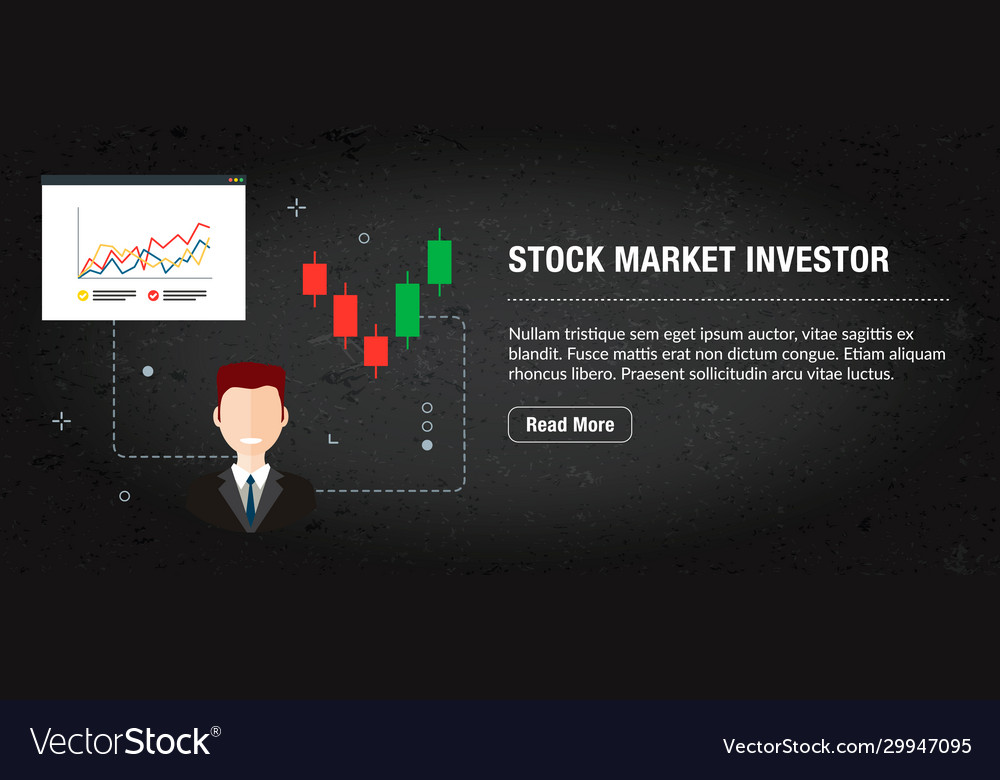 STOCK MARKET INVESTOR
Nullam tristique sem eget ipsum auctor, vitae sagittis ex
blandit. Fusce mattis erat non dictum congue. Etiam aliquam
rhoncus libero. Praesent sollicitudin arcu vitae luctus.
Read More
VectorStock®
VectorStock.com/29947095